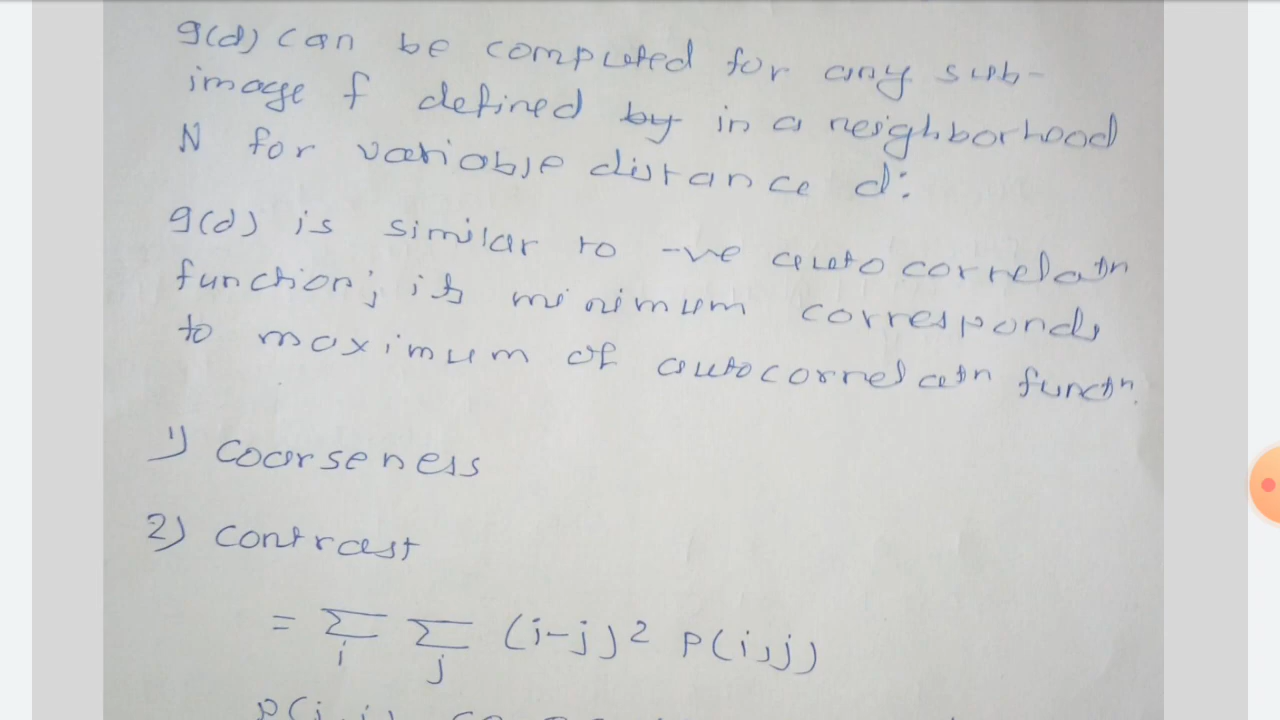 g(d) can be computed for any sub-
image f defined by in a neighborhood
N for variable distance d:
g(d) is similar to -ve autocorrelatn
function; its minimum corresponds
to maximum of autocorrelatn functn.
1) Coarseness
2) Contrast
= Σ Σ (i-j)² P(i,j)
i j
P(i,j)